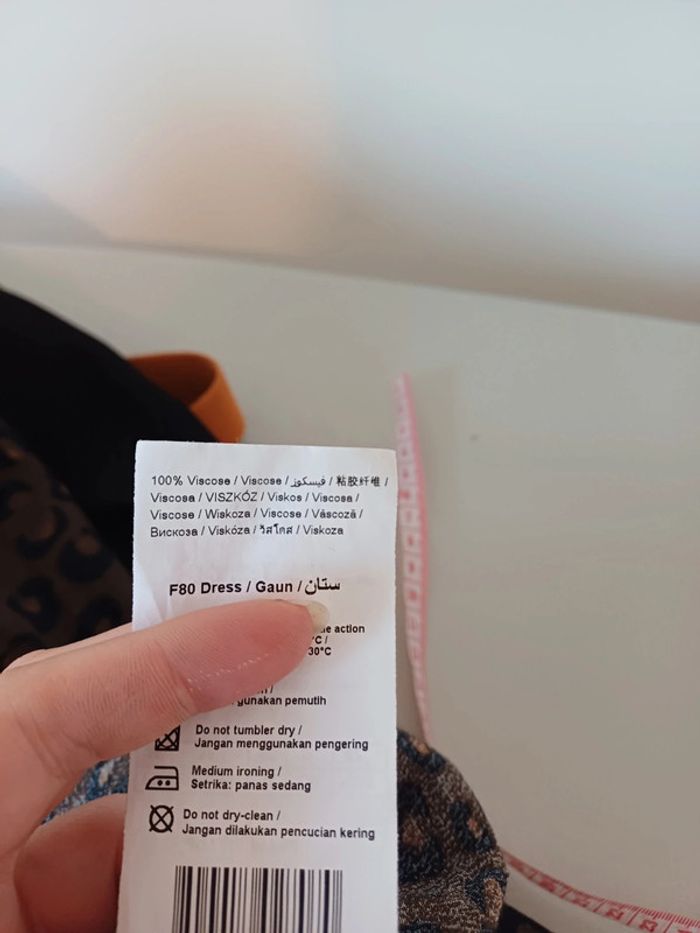 100% Viscose / Viscose / فيسكوز / 粘胶纤维 /
Viscosa / VISZKÓZ / Viskos / Viscosa /
Viscose / Wiskoza / Viscose / Vâscoză /
Вискоза / Viskóza / วิสโคส / Viskoza
F80 Dress / Gaun / ستان
action
°C /
30°C
gunakan pemutih
Do not tumbler dry /
Jangan menggunakan pengering
Medium ironing /
Setrika: panas sedang
Do not dry-clean /
Jangan dilakukan pencucian kering